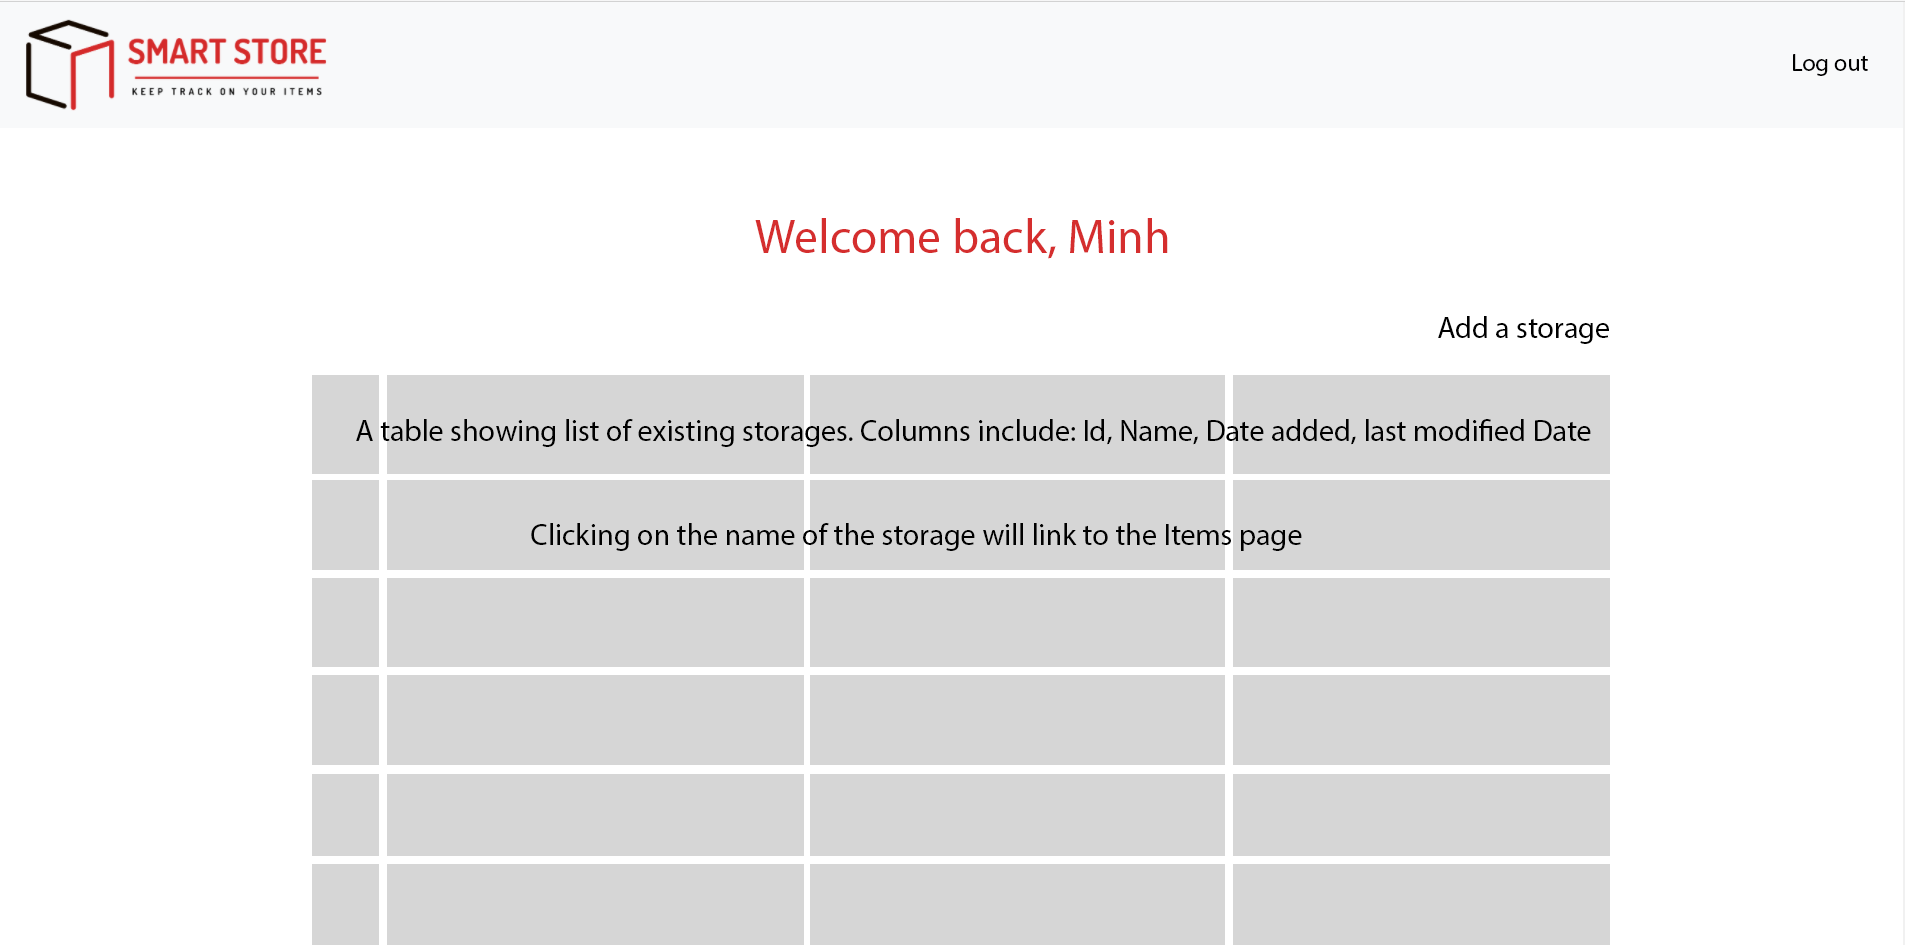 SMART STORE
KEEP TRACK ON YOUR ITEMS
Log out
Welcome back, Minh
Add a storage
A table showing list of existing storages. Columns include: Id, Name, Date added, last modified Date
Clicking on the name of the storage will link to the Items page